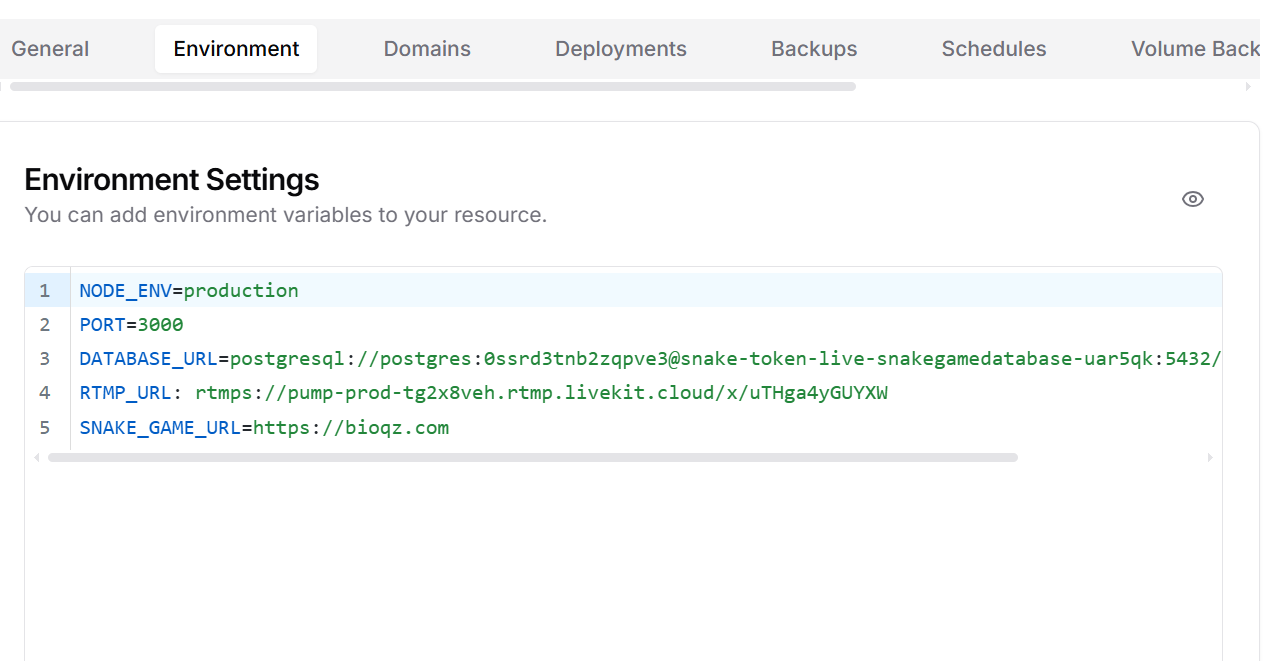 General Environment Domains Deployments Backups Schedules Volume Back
Environment Settings
You can add environment variables to your resource.
1 NODE_ENV=production
2 PORT=3000
3 DATABASE_URL=postgresql://postgres:0ssrd3tnb2zqpve3@snake-token-live-snakegamedatabase-uar5qk:5432/
4 RTMP_URL: rtmps://pump-prod-tg2x8veh.rtmp.livekit.cloud/x/uTHga4yGUYXW
5 SNAKE_GAME_URL=https://bioqz.com